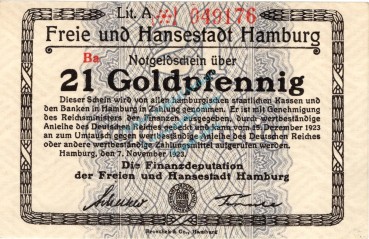 Lit. A. №1 049176 *
Freie und Hansestadt Hamburg
Ba
Notgeldschein über
21 Goldpfennig
Dieser Schein wird von allen hamburgischen staatlichen Kassen und
den Banken in Hamburg in Zahlung genommen. Er ist mit Genehmigung
des Reichsministers der Finanzen ausgegeben, durch wertbeständige
Anleihe des Deutschen Reiches gedeckt und kann vom 15. Dezember 1923
an zum Umtausch gegen wertbeständige Anleihe des Deutschen Reiches
oder andere wertbeständige Zahlungsmittel aufgerufen werden.
Hamburg, den 7. November 1923.
Die Finanzdeputation
der Freien und Hansestadt Hamburg
Broschek & Co., Hamburg